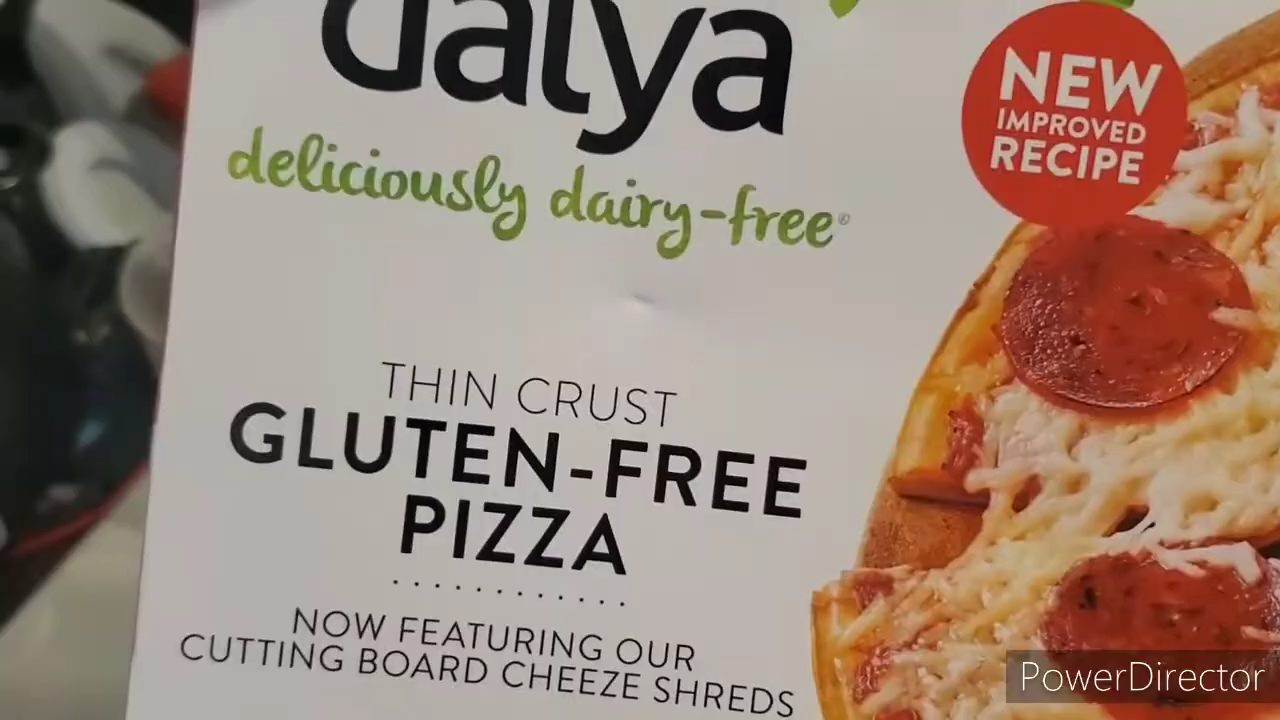 daiya
deliciously dairy-free®
NEW
IMPROVED
RECIPE
THIN CRUST
GLUTEN-FREE
PIZZA
NOW FEATURING OUR
CUTTING BOARD CHEEZE SHREDS
PowerDirector